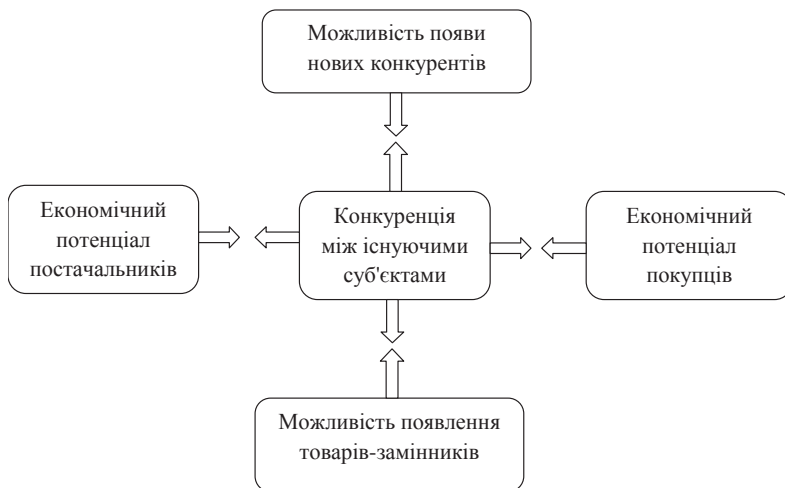 Можливість появи
нових конкурентів
Економічний
потенціал
постачальників
Конкуренція
між існуючими
суб'єктами
Економічний
потенціал
покупців
Можливість появлення
товарів-замінників